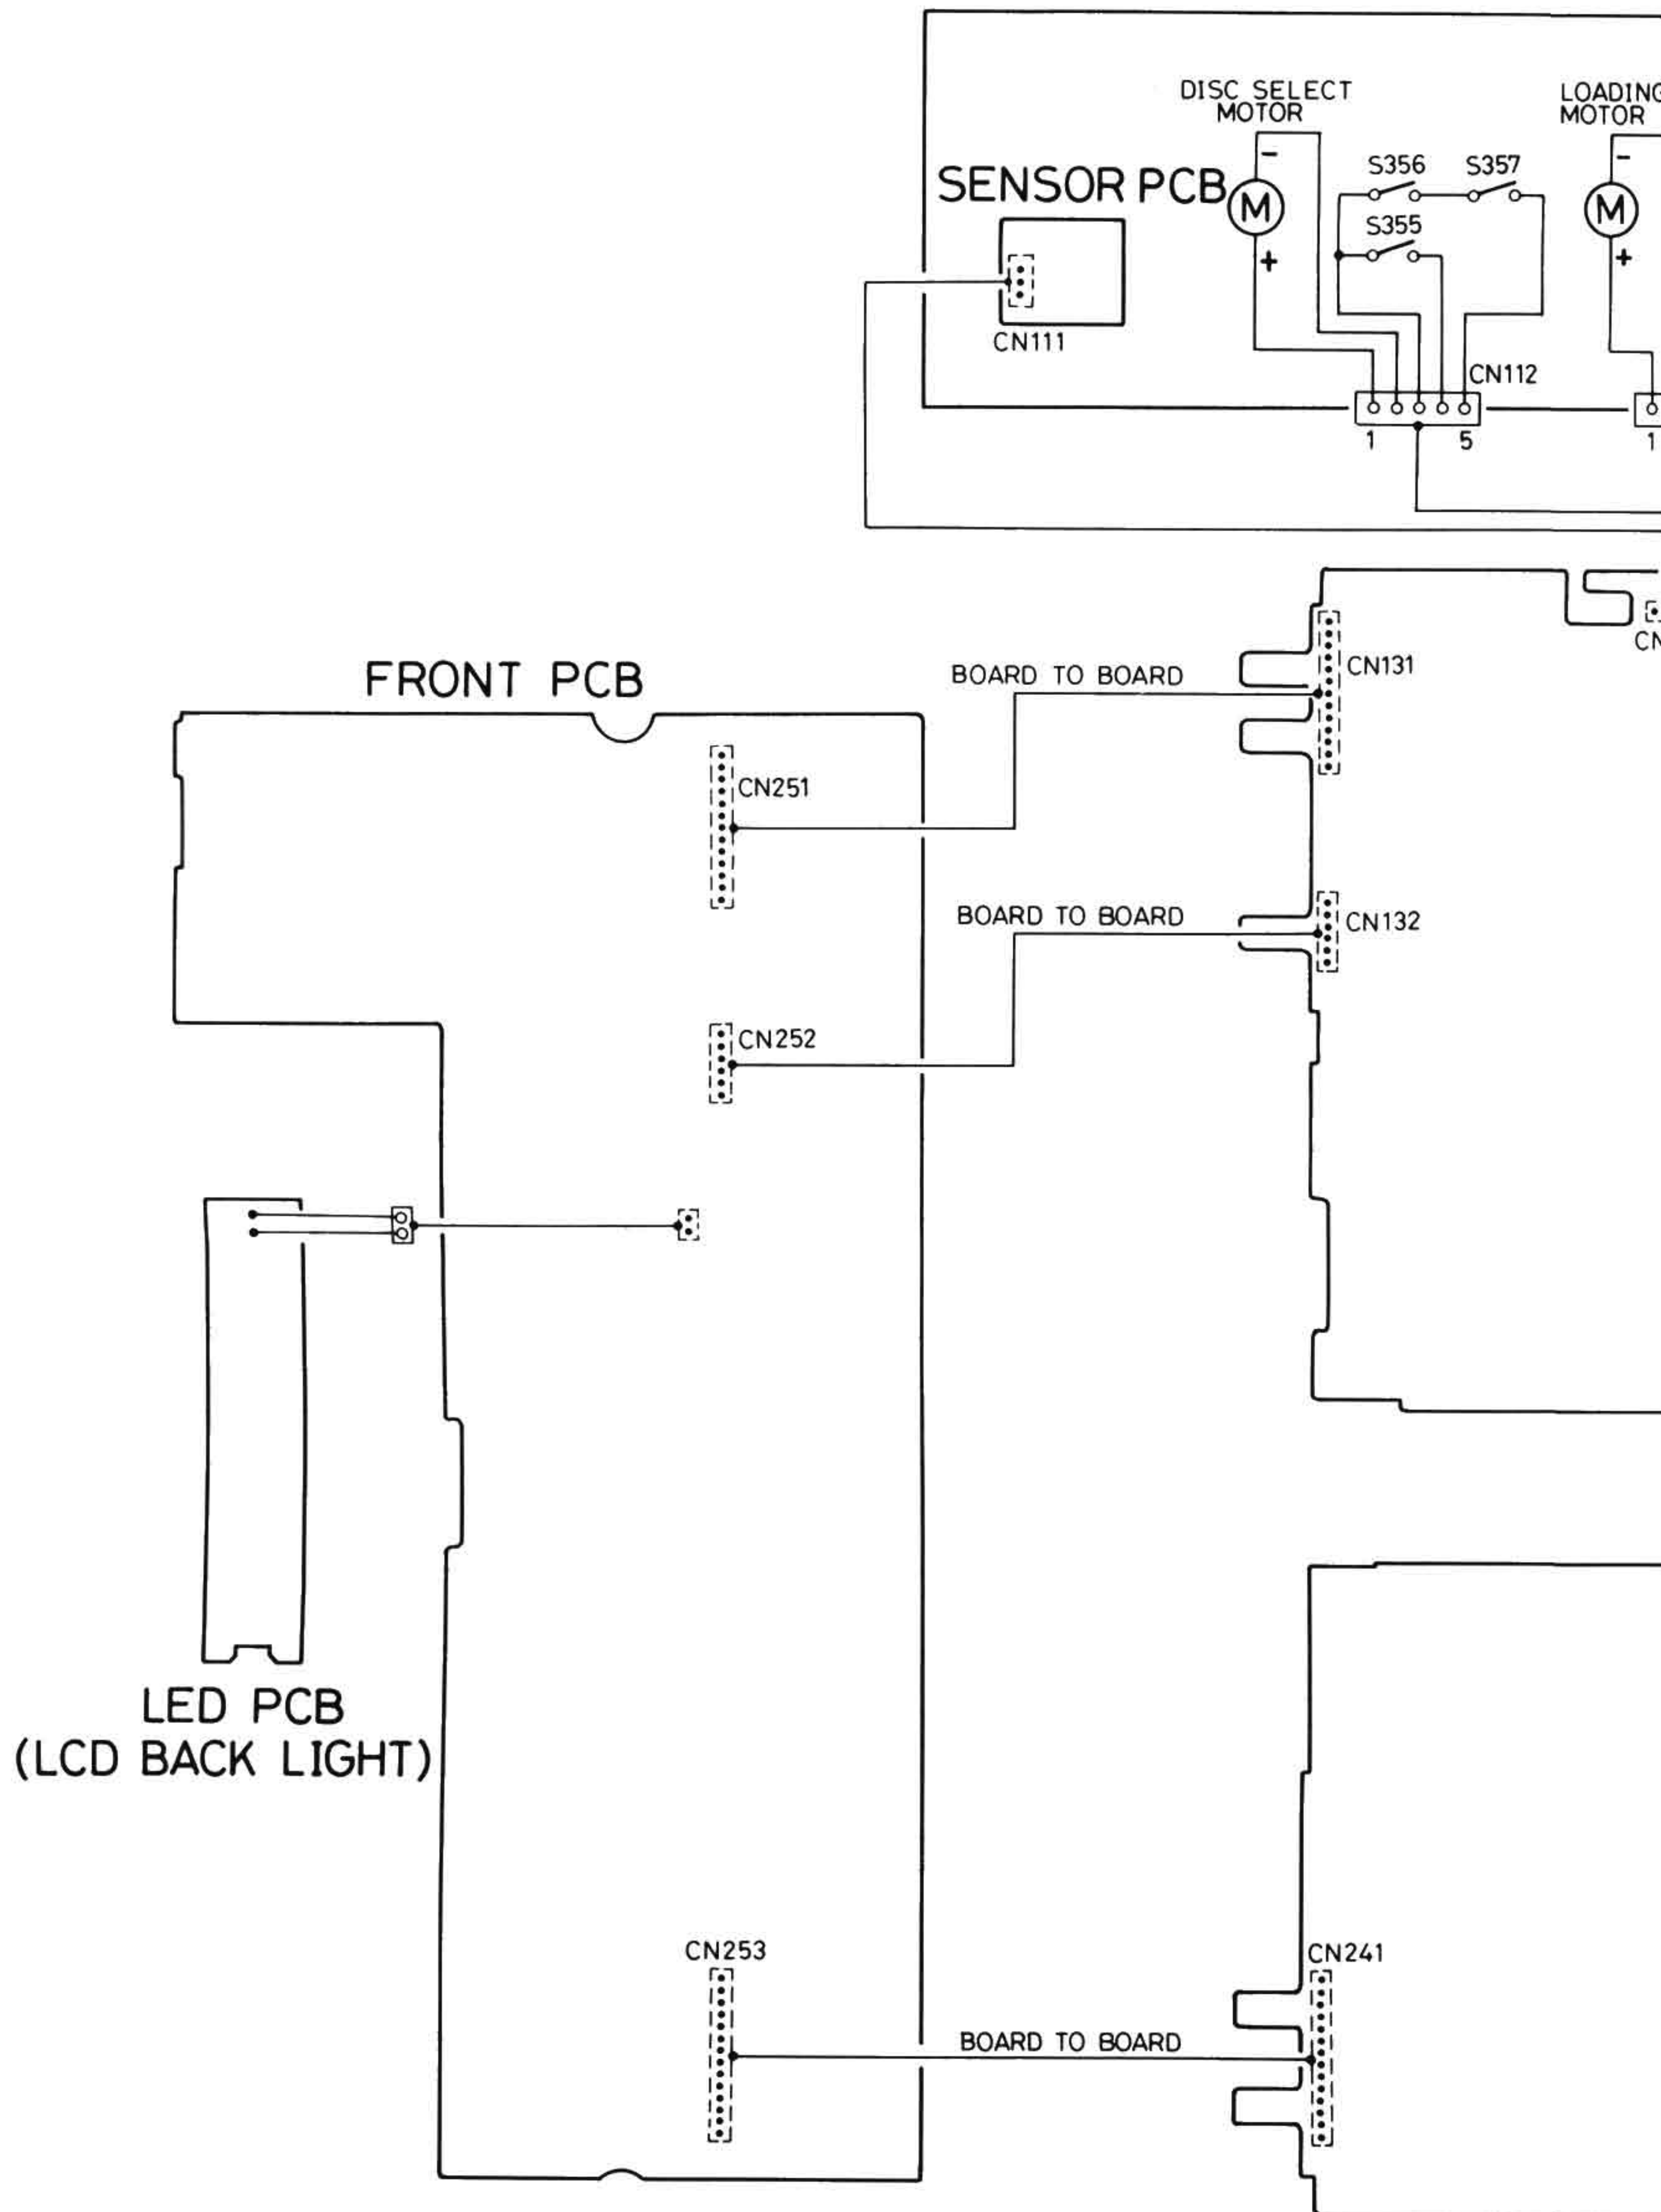 DISC SELECT
MOTOR
LOADING
MOTOR
−
−
S356 S357
SENSOR PCB
M
M
S355
+
+
CN111
CN112
1 5
1
CN
FRONT PCB
BOARD TO BOARD
CN131
CN251
BOARD TO BOARD
CN132
CN252
LED PCB
(LCD BACK LIGHT)
CN253
CN241
BOARD TO BOARD